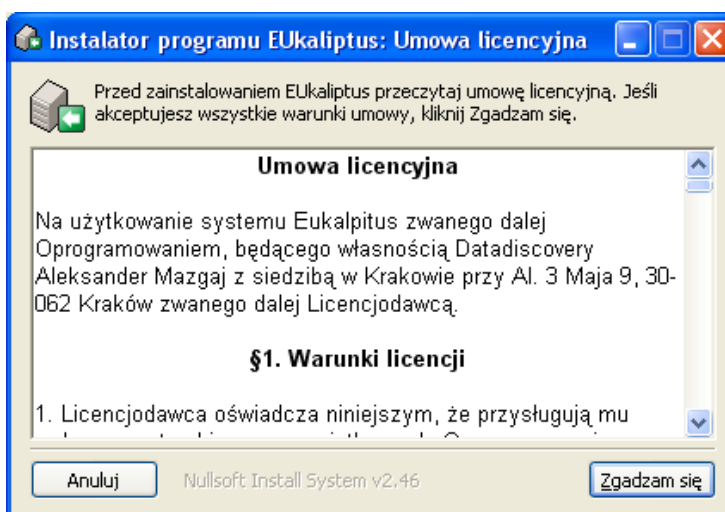 Instalator programu EUkaliptus: Umowa licencyjna
Przed zainstalowaniem EUkaliptus przeczytaj umowę licencyjną. Jeśli
akceptujesz wszystkie warunki umowy, kliknij Zgadzam się.
Umowa licencyjna
Na użytkowanie systemu Eukalpitus zwanego dalej
Oprogramowaniem, będącego własnością Datadiscovery
Aleksander Mazgaj z siedzibą w Krakowie przy Al. 3 Maja 9, 30-
062 Kraków zwanego dalej Licencjodawcą.
§1. Warunki licencji
1. Licencjodawca oświadcza niniejszym, że przysługują mu
Anuluj
Nullsoft Install System v2.46
Zgadzam się